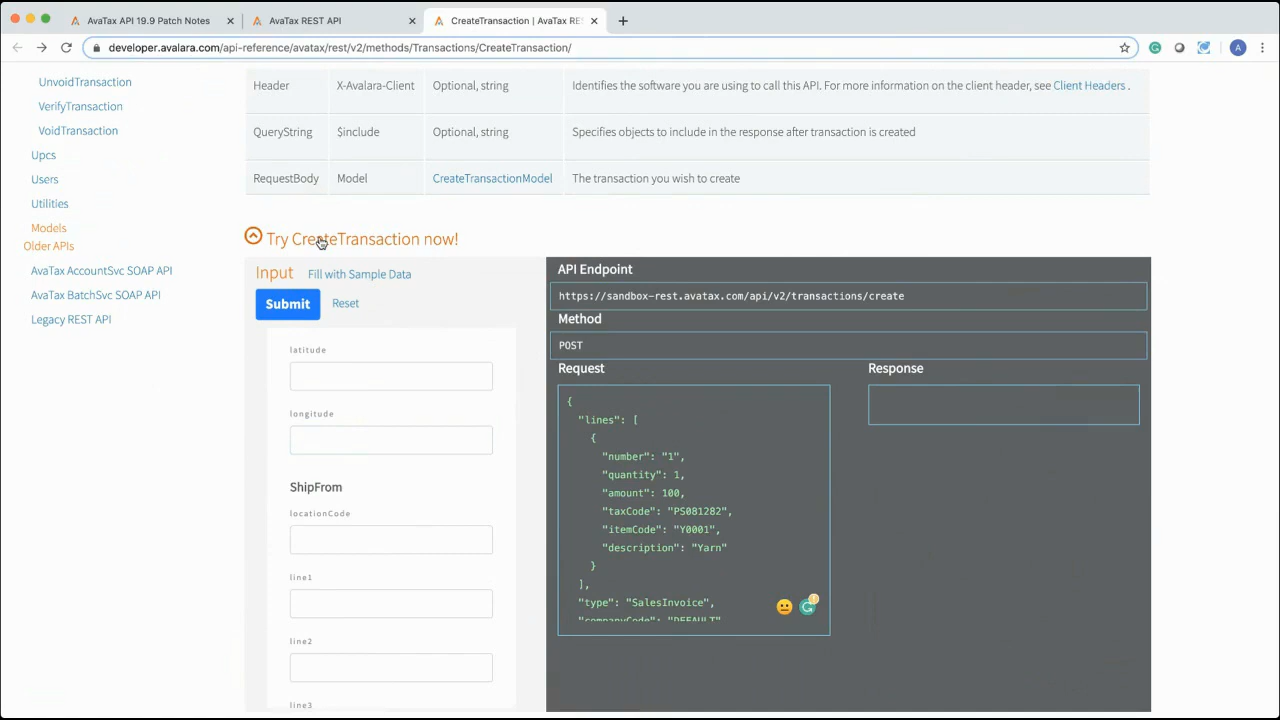 AvaTax API 19.9 Patch Notes
AvaTax REST API
CreateTransaction | AvaTax RES
developer.avalara.com/api-reference/avatax/rest/v2/methods/Transactions/CreateTransaction/
A
UnvoidTransaction
VerifyTransaction
VoidTransaction
Upcs
Users
Utilities
Models
Older APIs
AvaTax AccountSvc SOAP API
AvaTax BatchSvc SOAP API
Legacy REST API
Header X-Avalara-Client Optional, string Identifies the software you are using to call this API. For more information on the client header, see Client Headers .
QueryString $include Optional, string Specifies objects to include in the response after transaction is created
RequestBody Model CreateTransactionModel The transaction you wish to create
Try CreateTransaction now!
Input Fill with Sample Data
Submit Reset
latitude
longitude
ShipFrom
locationCode
line1
line2
line3
API Endpoint
https://sandbox-rest.avatax.com/api/v2/transactions/create
Method
POST
Request
{
"lines": [
{
"number": "1",
"quantity": 1,
"amount": 100,
"taxCode": "PS081282",
"itemCode": "Y0001",
"description": "Yarn"
}
],
"type": "SalesInvoice",
"companyCode": "DEFAULT"
Response